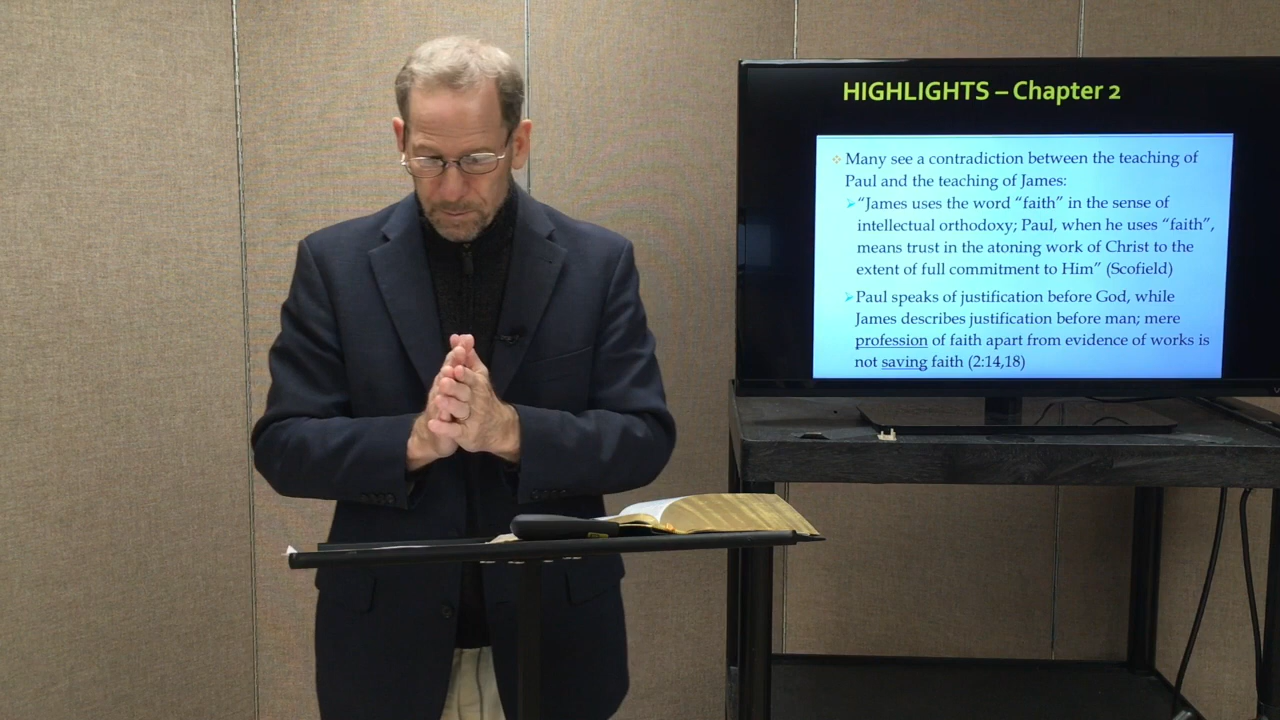 HIGHLIGHTS – Chapter 2
Many see a contradiction between the teaching of
Paul and the teaching of James:
“James uses the word “faith” in the sense of
intellectual orthodoxy; Paul, when he uses “faith”,
means trust in the atoning work of Christ to the
extent of full commitment to Him” (Scofield)
Paul speaks of justification before God, while
James describes justification before man; mere
profession of faith apart from evidence of works is
not saving faith (2:14,18)